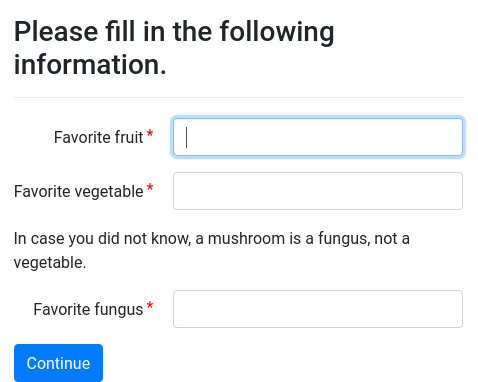 Please fill in the following
information.
Favorite fruit *
Favorite vegetable *
In case you did not know, a mushroom is a fungus, not a
vegetable.
Favorite fungus *
Continue